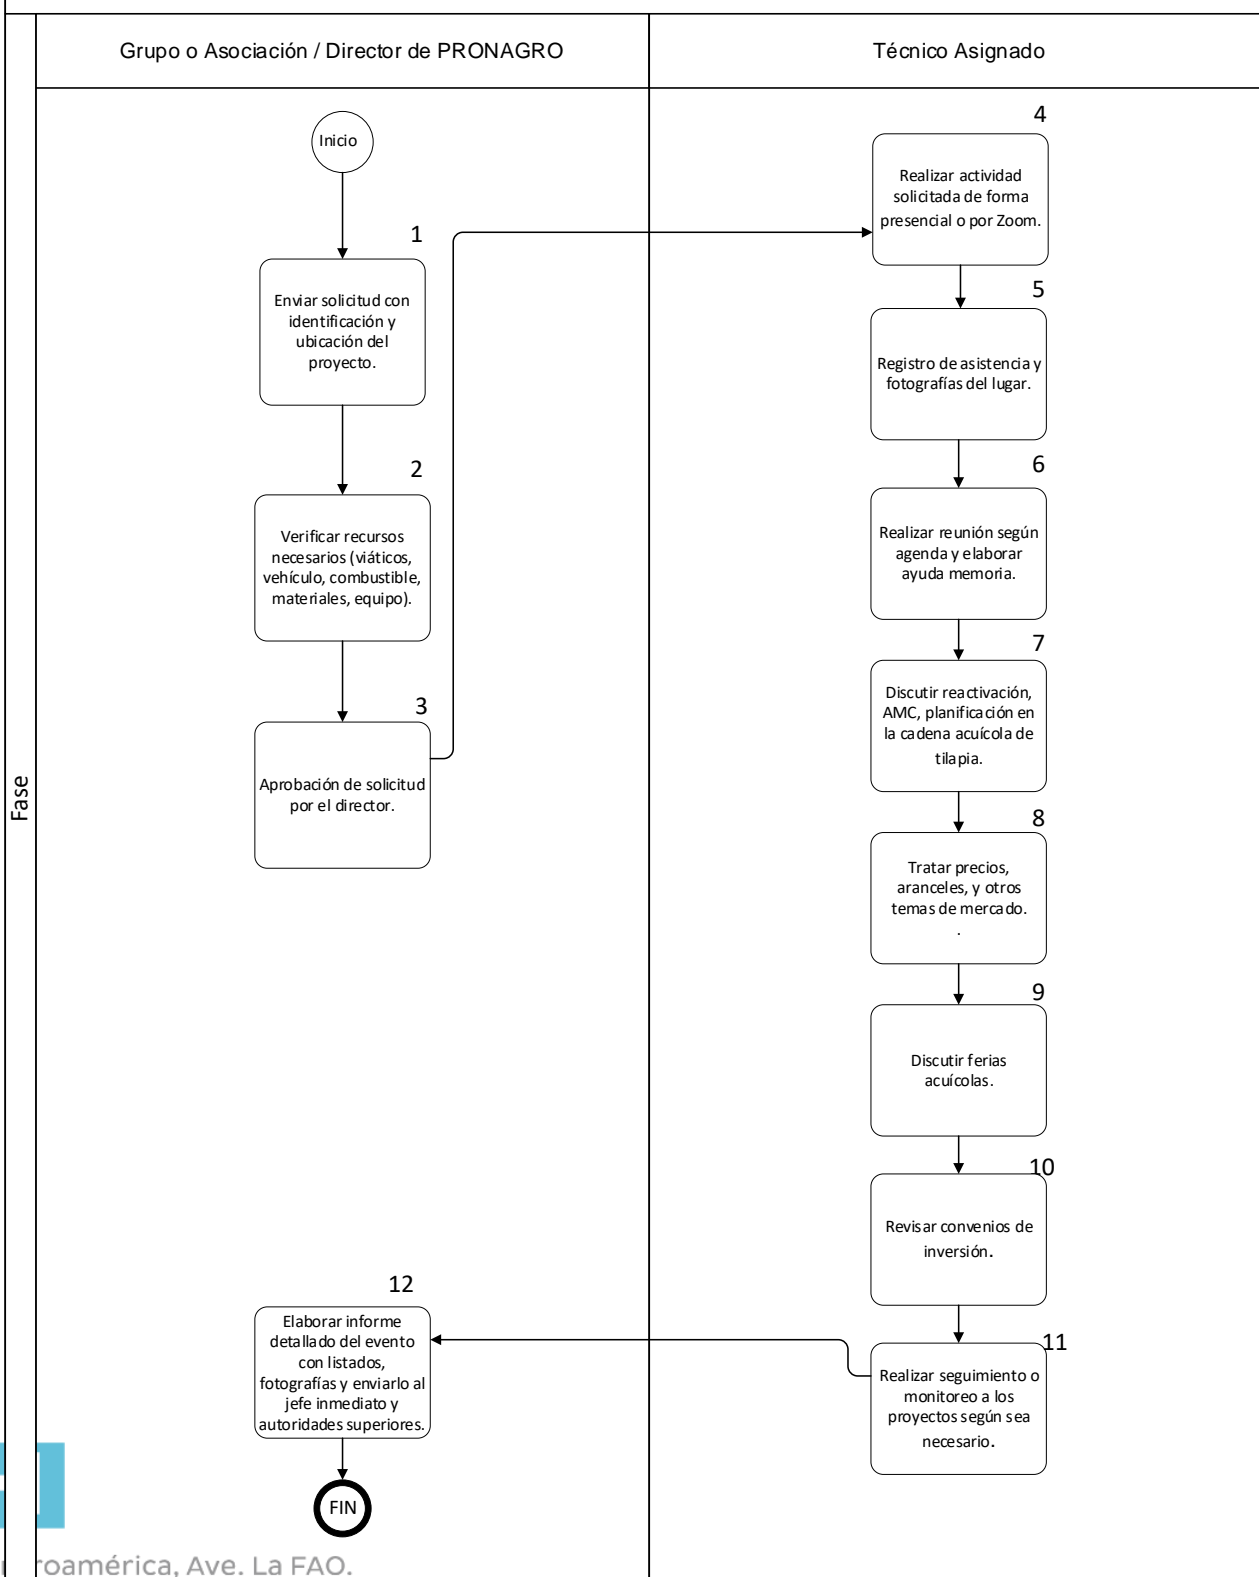 Grupo o Asociación / Director de PRONAGRO
Técnico Asignado
Fase
Inicio
1
Enviar solicitud con
identificación y
ubicación del
proyecto.
2
Verificar recursos
necesarios (viáticos,
vehículo, combustible,
materiales, equipo).
3
Aprobación de solicitud
por el director.
4
Realizar actividad
solicitada de forma
presencial o por Zoom.
5
Registro de asistencia y
fotografías del lugar.
6
Realizar reunión según
agenda y elaborar
ayuda memoria.
7
Discutir reactivación,
AMC, planificación en
la cadena acuícola de
tilapia.
8
Tratar precios,
aranceles, y otros
temas de mercado.
.
9
Discutir ferias
acuícolas.
10
Revisar convenios de
inversión.
11
Realizar seguimiento o
monitoreo a los
proyectos según sea
necesario.
12
Elaborar informe
detallado del evento
con listados,
fotografías y enviarlo al
jefe inmediato y
autoridades superiores.
FIN
roamérica, Ave. La FAO.